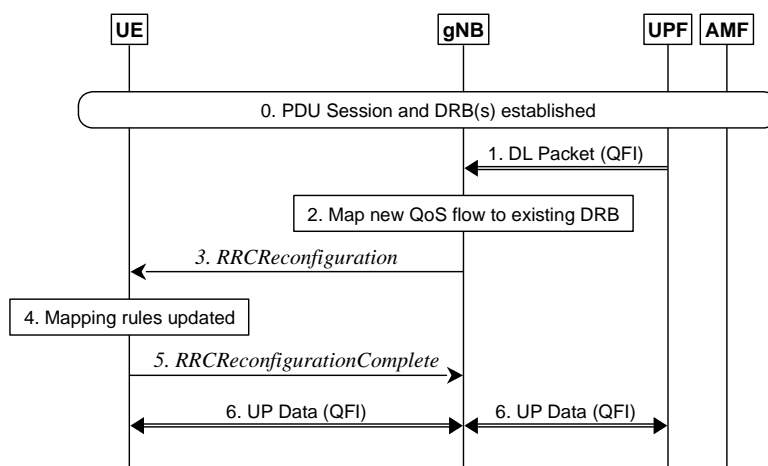 UE gNB UPF AMF
0. PDU Session and DRB(s) established
1. DL Packet (QFI)
2. Map new QoS flow to existing DRB
3. RRCReconfiguration
4. Mapping rules updated
5. RRCReconfigurationComplete
6. UP Data (QFI) 6. UP Data (QFI)